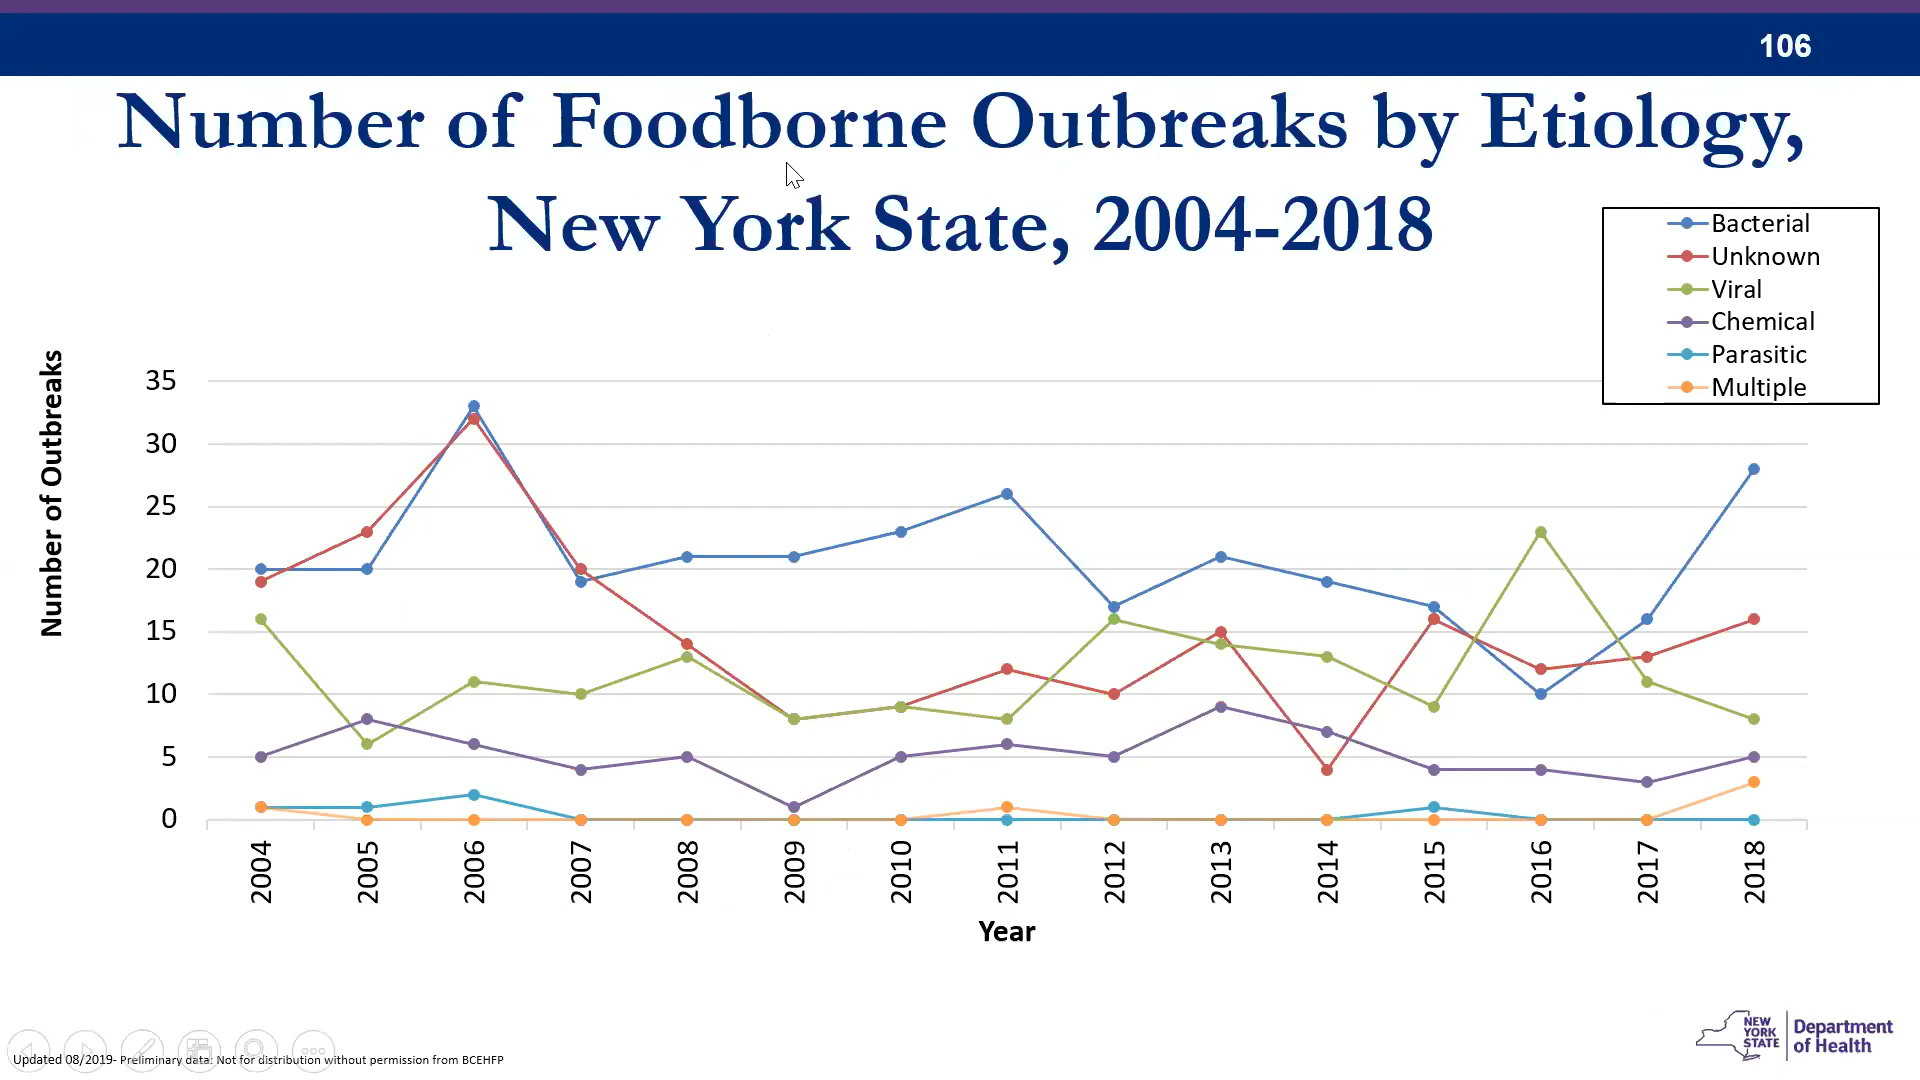 106
Number of Foodborne Outbreaks by Etiology,
New York State, 2004-2018
Bacterial
Unknown
Viral
Chemical
Parasitic
Multiple
Number of Outbreaks
35
30
25
20
15
10
5
0
2004 2005 2006 2007 2008 2009 2010 2011 2012 2013 2014 2015 2016 2017 2018
Year
Updated 08/2019- Preliminary data: Not for distribution without permission from BCEHFP
NEW
YORK
STATE
Department
of Health